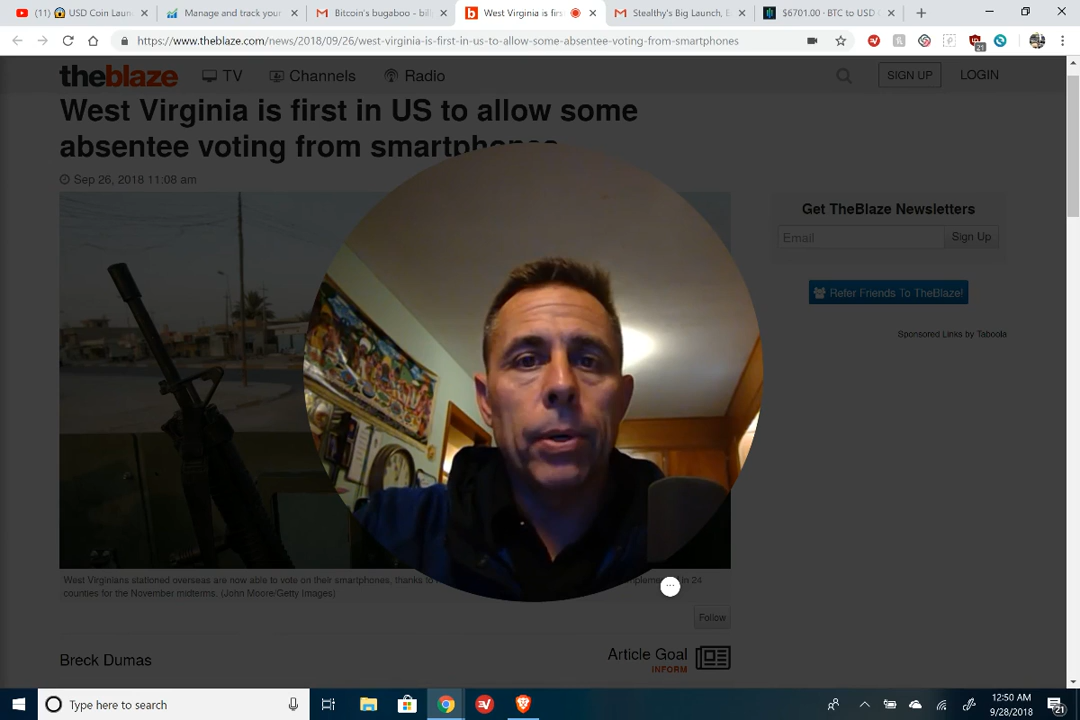 (11) USD Coin Laun
Manage and track your
Bitcoin's bugaboo - bill
West Virginia is fir
Stealthy's Big Launch, E
$6701.00 · BTC to USD
https://www.theblaze.com/news/2018/09/26/west-virginia-is-first-in-us-to-allow-some-absentee-voting-from-smartphones
21
theblaze
TV
Channels
Radio
SIGN UP
LOGIN
West Virginia is first in US to allow some
absentee voting from smartphones
Sep 26, 2018 11:08 am
Get TheBlaze Newsletters
Email
Sign Up
Refer Friends To TheBlaze!
Sponsored Links by Taboola
West Virginians stationed overseas are now able to vote on their smartphones, thanks to
in 24
counties for the November midterms. (John Moore/Getty Images)
Follow
Breck Dumas
Article Goal
INFORM
Type here to search
12:50 AM
9/28/2018
21